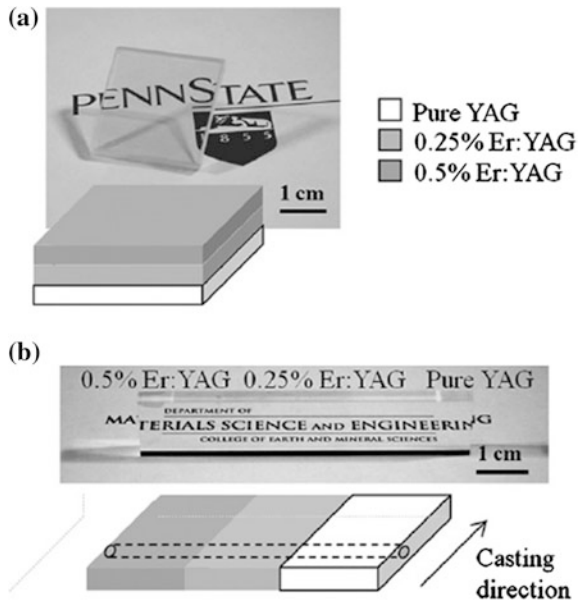 (a)
PENNSTATE
1855
1 cm
Pure YAG
0.25% Er:YAG
0.5% Er:YAG
(b)
0.5% Er:YAG 0.25% Er:YAG Pure YAG
DEPARTMENT OF
MATERIALS SCIENCE AND ENGINEERING
COLLEGE OF EARTH AND MINERAL SCIENCES
1 cm
Casting
direction